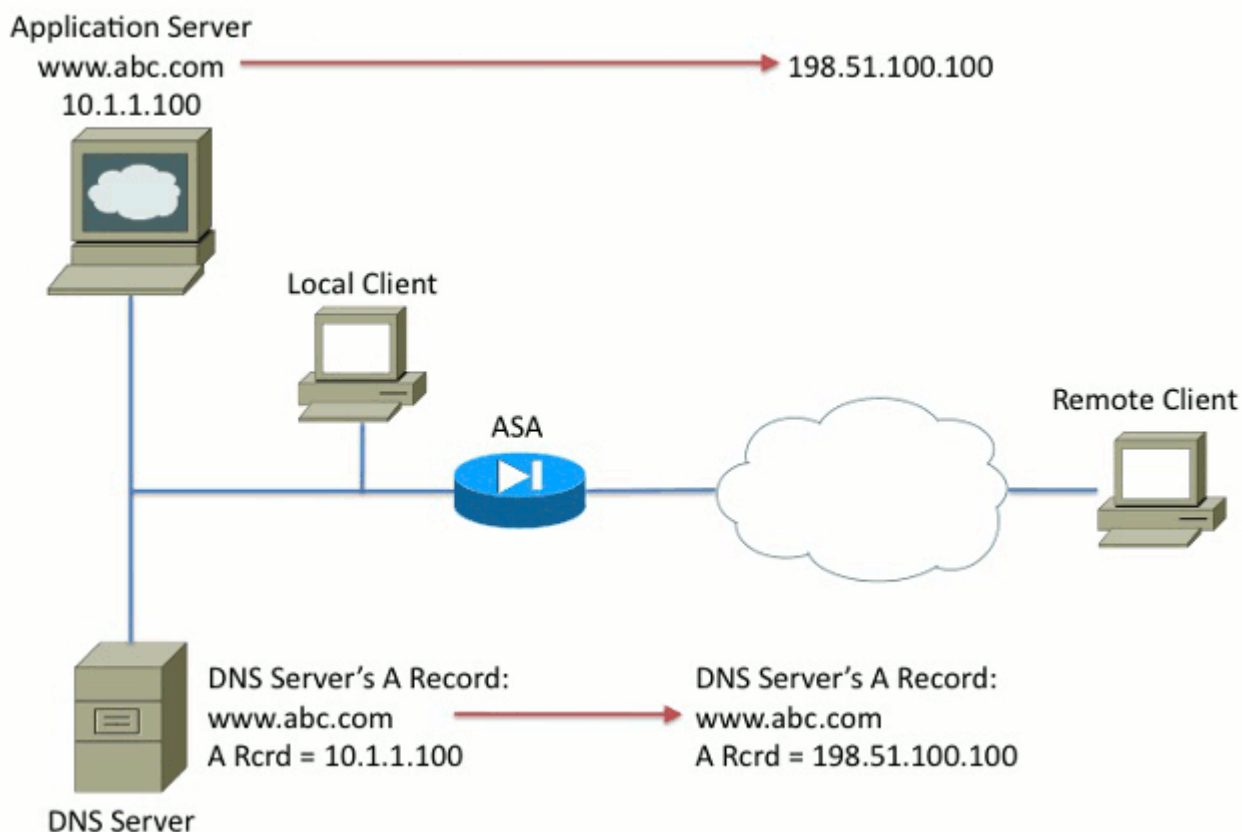 Application Server
www.abc.com
10.1.1.100
198.51.100.100
Local Client
ASA
Remote Client
DNS Server's A Record:
www.abc.com
A Rcrd = 10.1.1.100
DNS Server's A Record:
www.abc.com
A Rcrd = 198.51.100.100
DNS Server